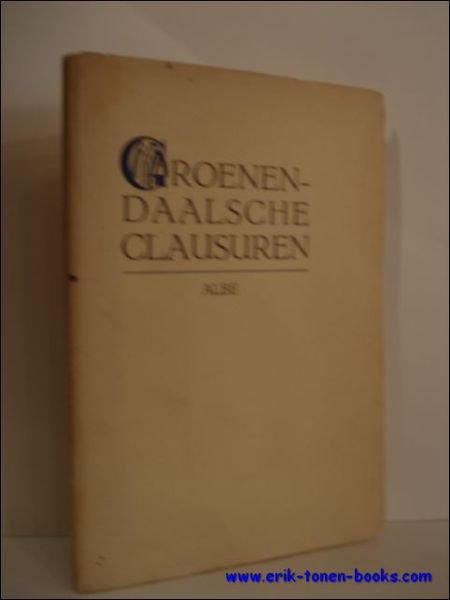 GROENEN-
DAALSCHE
CLAUSUREN
ALBE
www.erik-tonen-books.com